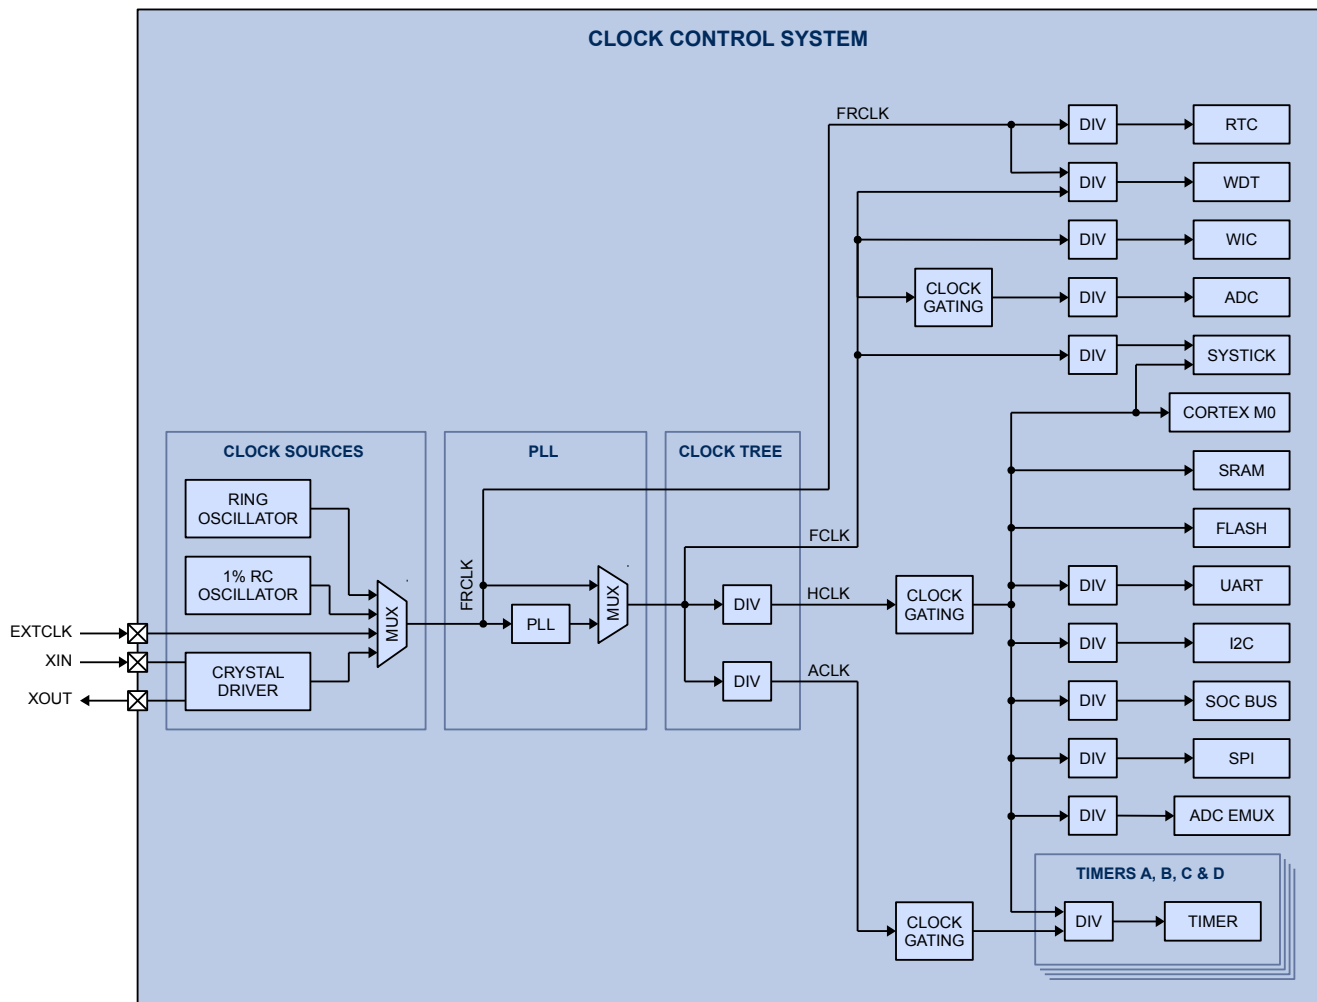 CLOCK CONTROL SYSTEM
FRCLK
DIV
RTC
DIV
WDT
DIV
WIC
CLOCK
GATING
DIV
ADC
DIV
SYSTICK
CORTEX M0
CLOCK SOURCES
PLL
CLOCK TREE
SRAM
RING
OSCILLATOR
FLASH
FCLK
1% RC
OSCILLATOR
FRCLK
MUX
DIV
HCLK
CLOCK
GATING
DIV
UART
EXTCLK
MUX
PLL
DIV
I2C
XIN
XOUT
CRYSTAL
DRIVER
DIV
ACLK
DIV
SOC BUS
DIV
SPI
DIV
ADC EMUX
TIMERS A, B, C & D
CLOCK
GATING
DIV
TIMER